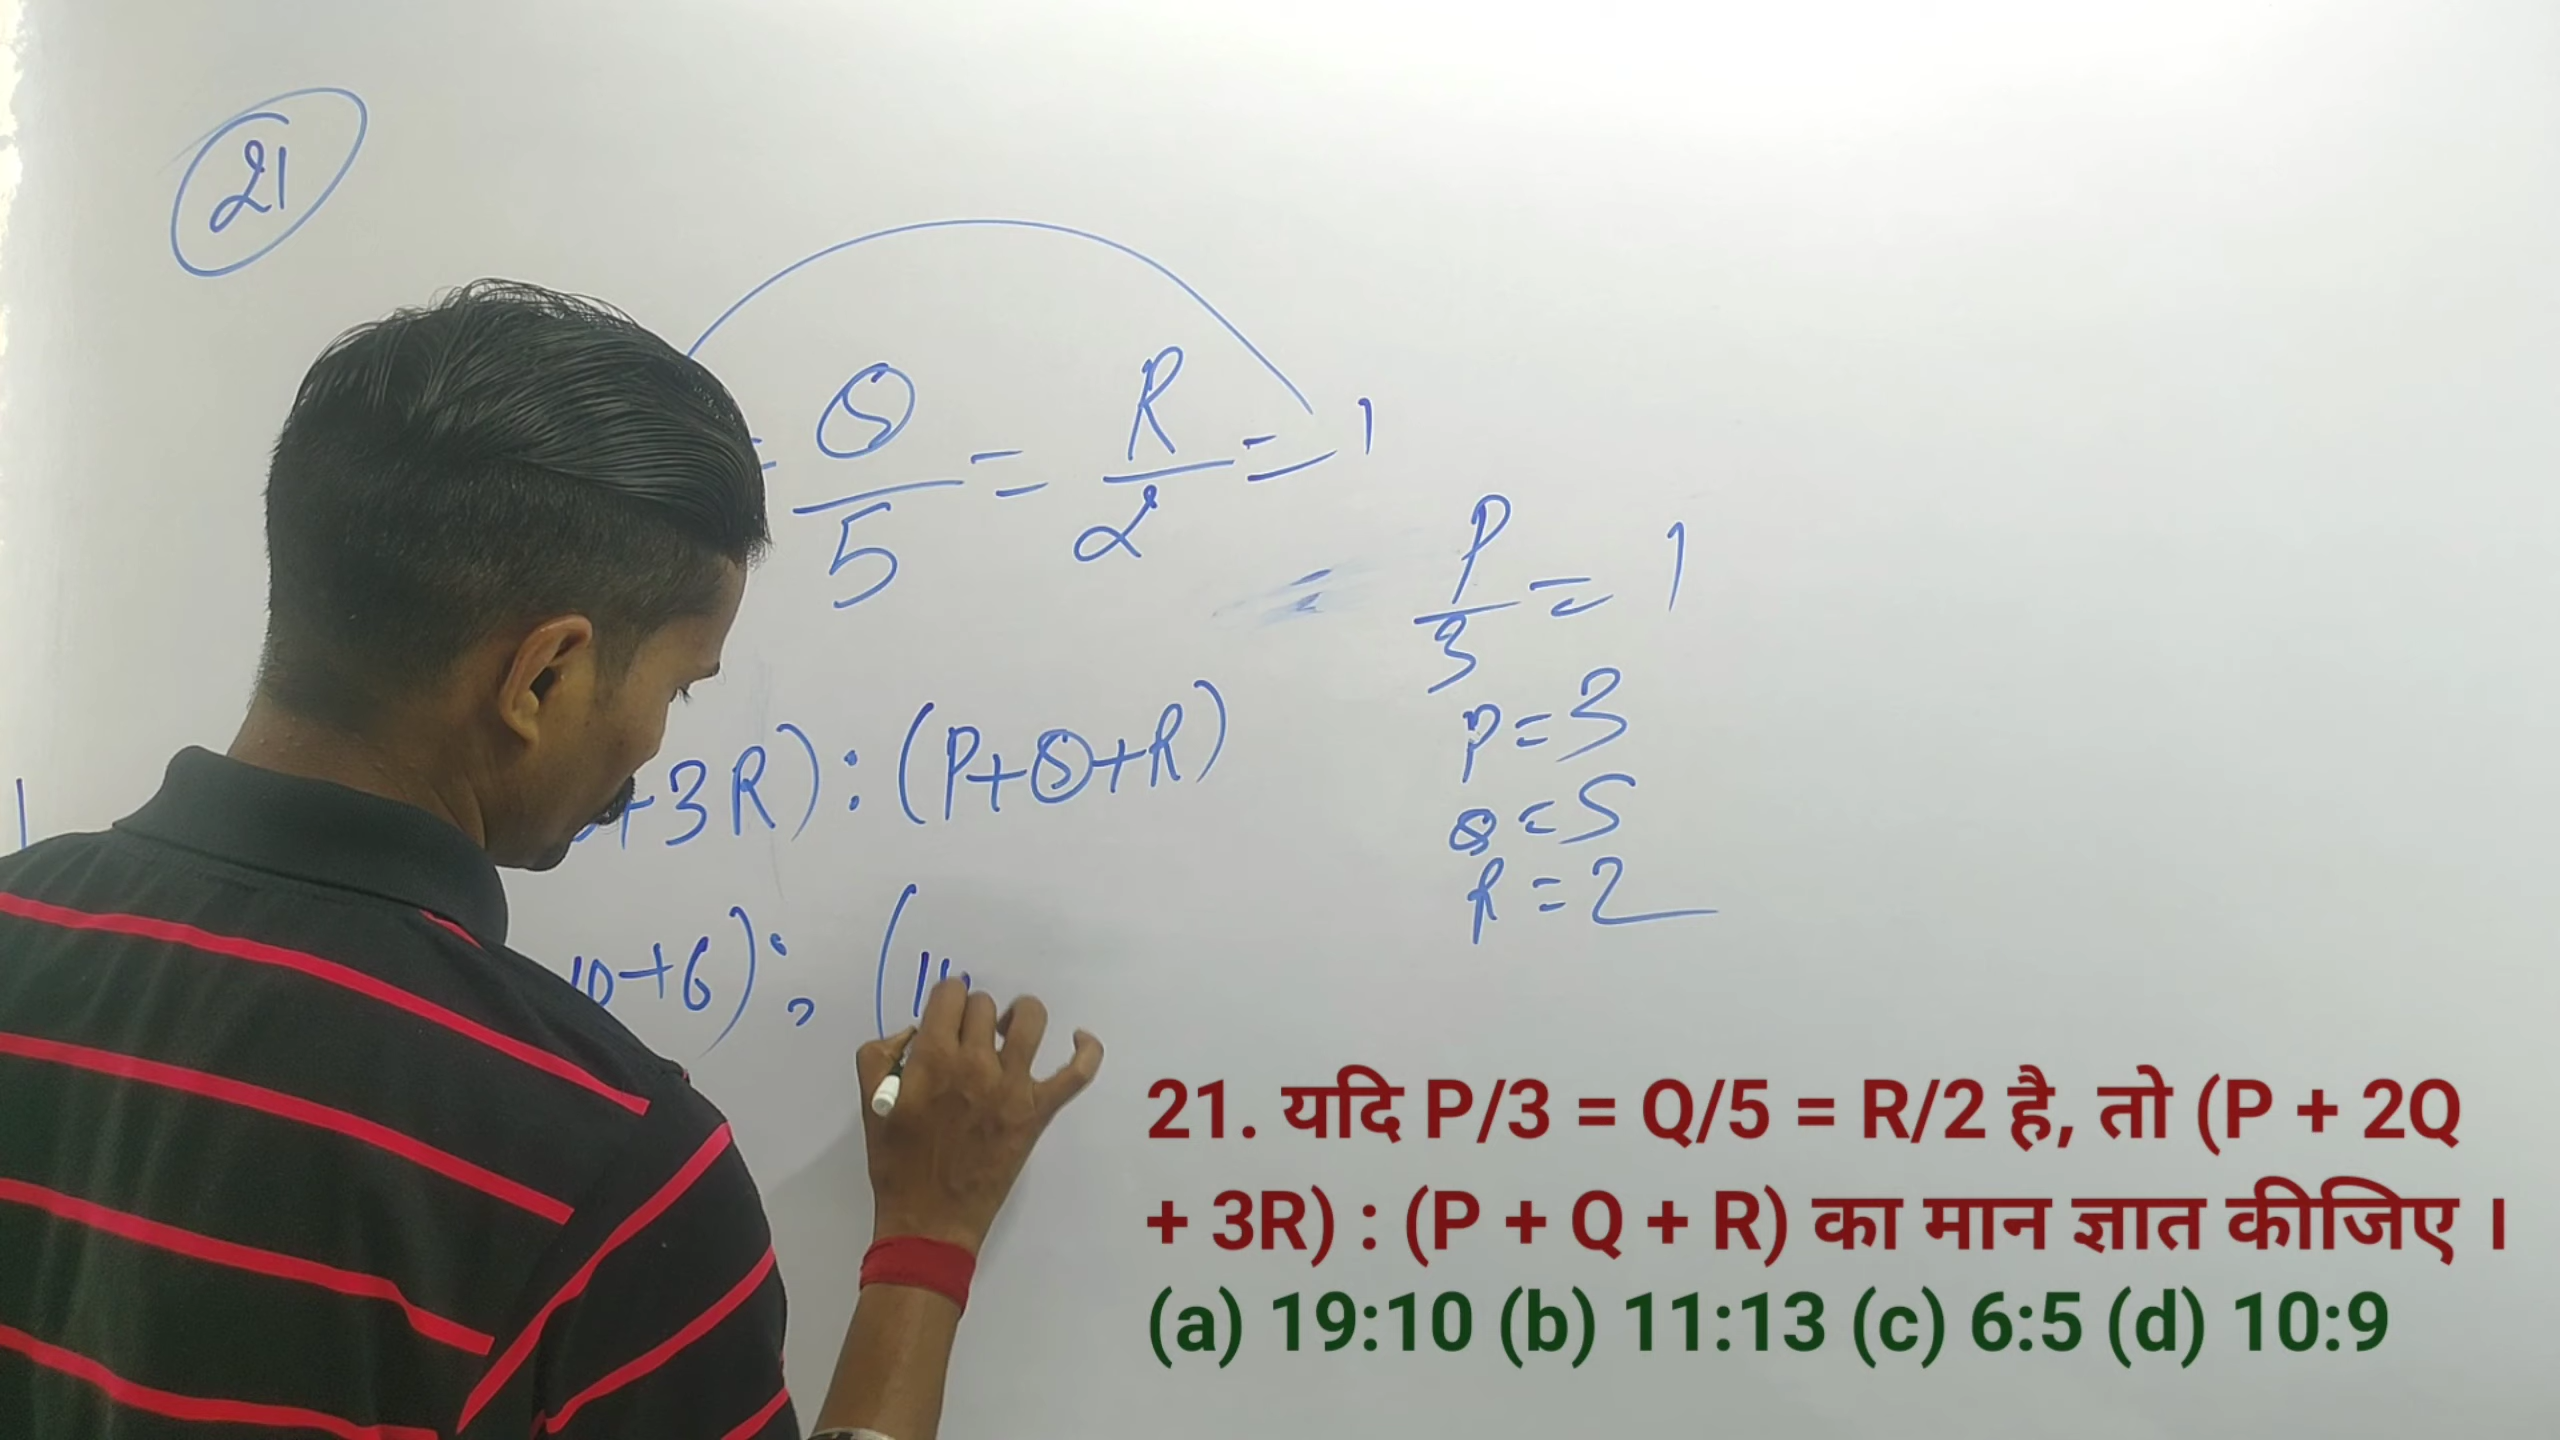 21
= Q/5 = R/2 = 1
= P/3 = 1
P = 3
Q = 5
R = 2
+3R) : (P+Q+R)
10+6) : (1
21. यदि P/3 = Q/5 = R/2 है, तो (P + 2Q
+ 3R) : (P + Q + R) का मान ज्ञात कीजिए ।
(a) 19:10 (b) 11:13 (c) 6:5 (d) 10:9